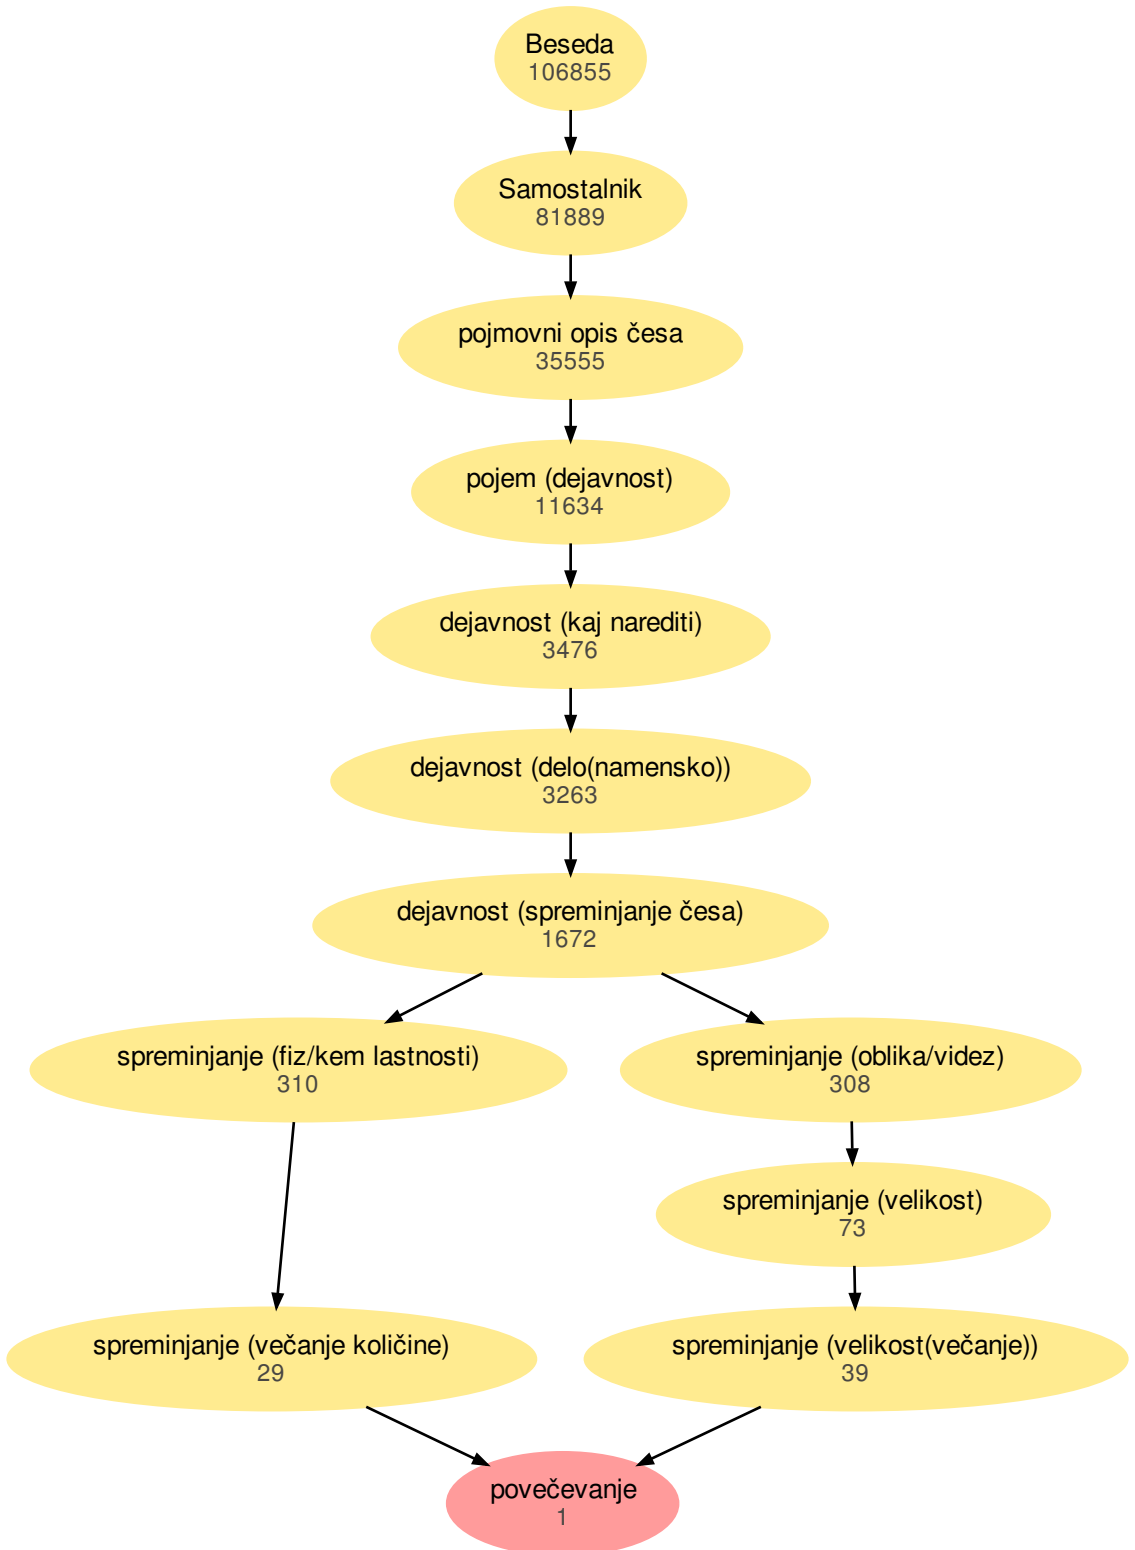 Beseda
106855
Samostalnik
81889
pojmovni opis česa
35555
pojem (dejavnost)
11634
dejavnost (kaj narediti)
3476
dejavnost (delo(namensko))
3263
dejavnost (spreminjanje česa)
1672
spreminjanje (fiz/kem lastnosti)
310
spreminjanje (oblika/videz)
308
spreminjanje (velikost)
73
spreminjanje (večanje količine)
29
spreminjanje (velikost(večanje))
39
povečevanje
1